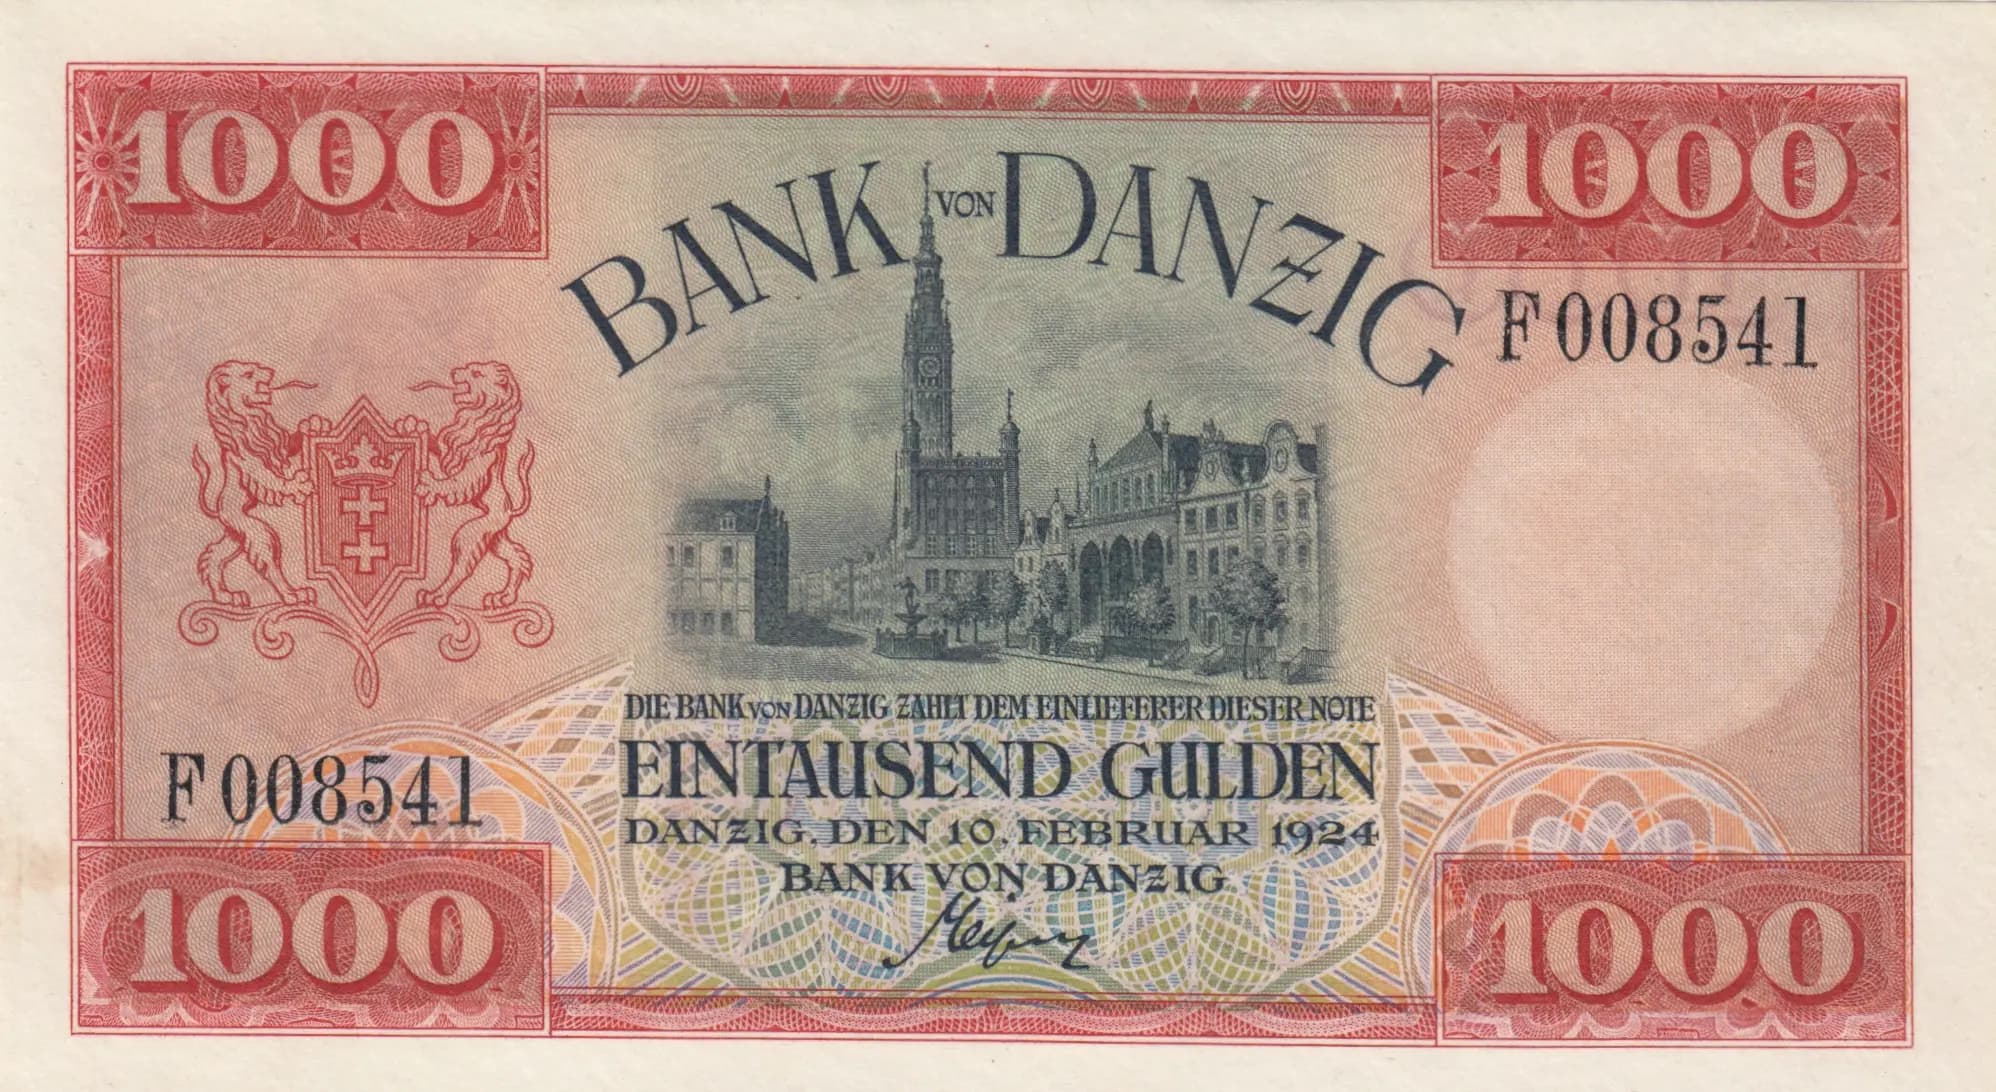 1000
1000
BANK VON DANZIG
F008541
DIE BANK VON DANZIG ZAHLT DEM EINLIEFERER DIESER NOTE
EINTAUSEND GULDEN
F008541
DANZIG, DEN 10. FEBRUAR 1924
BANK VON DANZIG
1000
1000